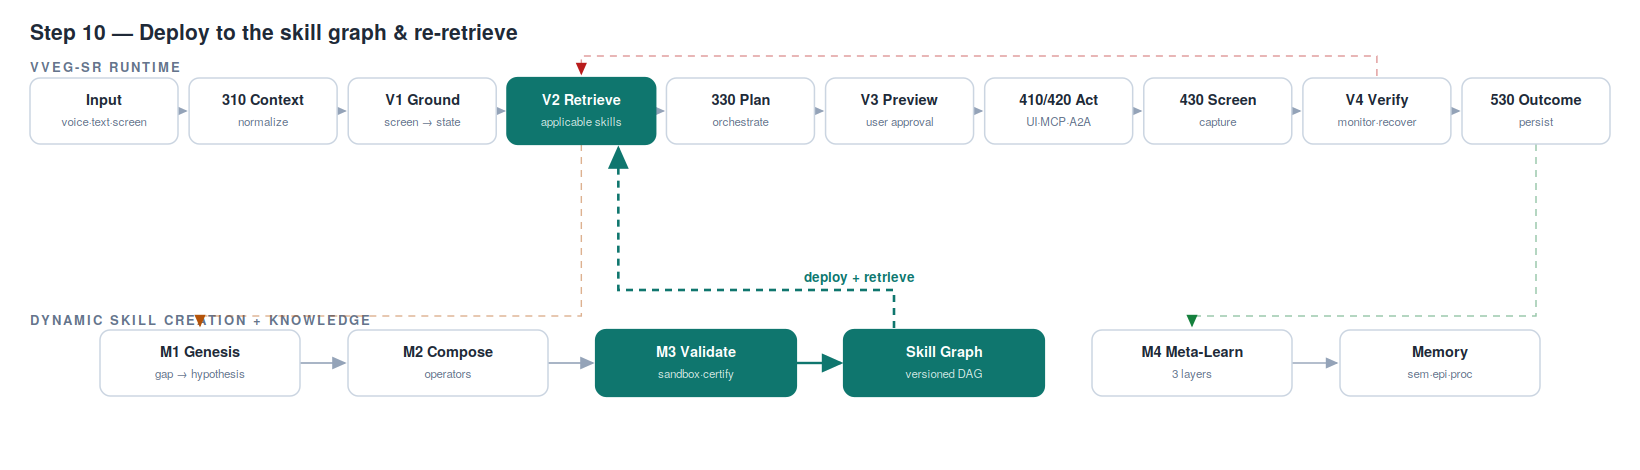 Step 10 — Deploy to the skill graph & re-retrieve
VVEG-SR RUNTIME
Input
voice·text·screen
310 Context
normalize
V1 Ground
screen → state
V2 Retrieve
applicable skills
330 Plan
orchestrate
V3 Preview
user approval
410/420 Act
UI·MCP·A2A
430 Screen
capture
V4 Verify
monitor·recover
530 Outcome
persist
deploy + retrieve
DYNAMIC SKILL CREATION + KNOWLEDGE
M1 Genesis
gap → hypothesis
M2 Compose
operators
M3 Validate
sandbox·certify
Skill Graph
versioned DAG
M4 Meta-Learn
3 layers
Memory
sem·epi·proc